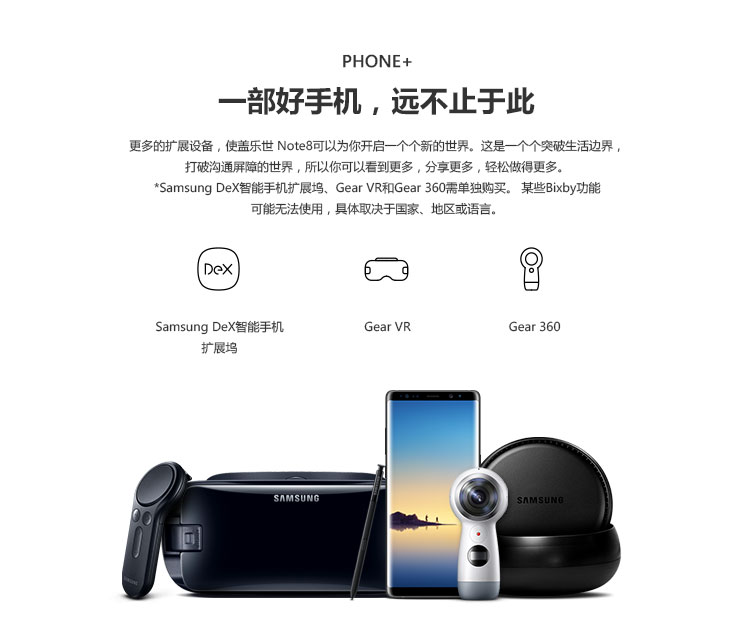 PHONE+
一部好手机，远不止于此
更多的扩展设备，使盖乐世 Note8可以为你开启一个个新的世界。这是一个个突破生活边界，
打破沟通屏障的世界，所以你可以看到更多，分享更多，轻松做得更多。
*Samsung DeX智能手机扩展坞、Gear VR和Gear 360需单独购买。 某些Bixby功能
可能无法使用，具体取决于国家、地区或语言。
DeX
Samsung DeX智能手机
扩展坞
Gear VR
Gear 360
SAMSUNG
SAMSUNG